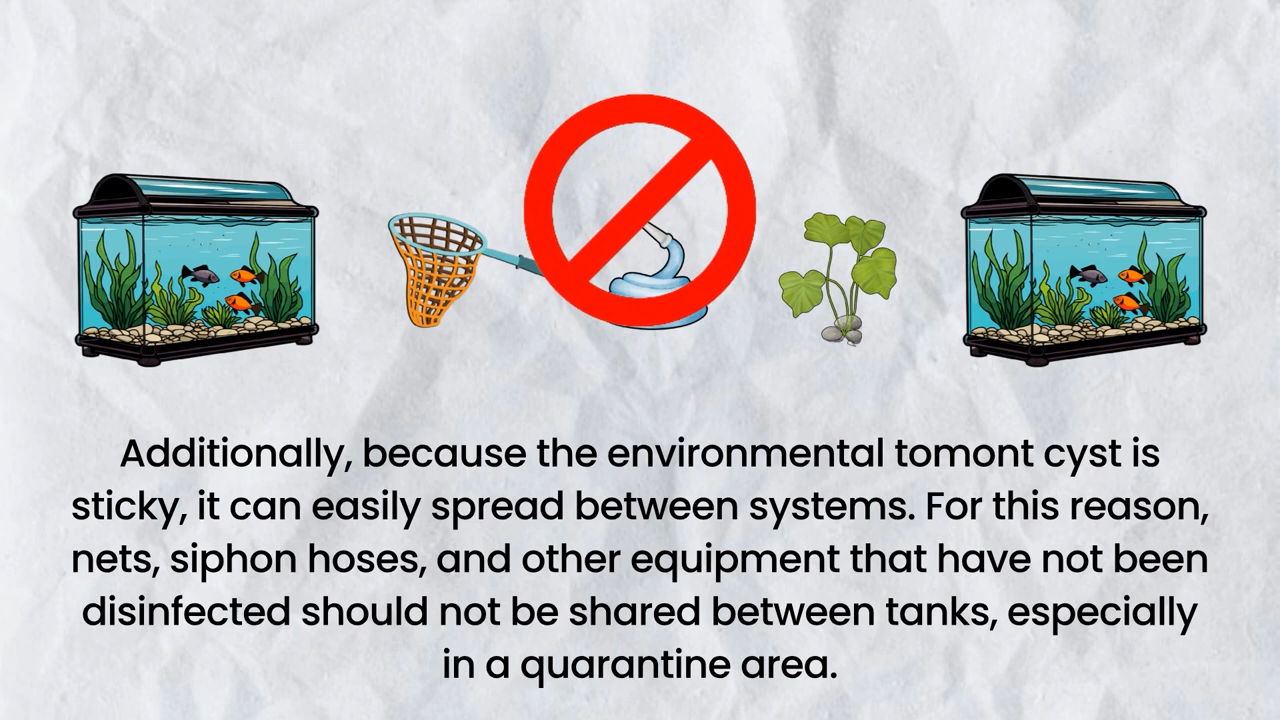 Additionally, because the environmental tomont cyst is
sticky, it can easily spread between systems. For this reason,
nets, siphon hoses, and other equipment that have not been
disinfected should not be shared between tanks, especially
in a quarantine area.